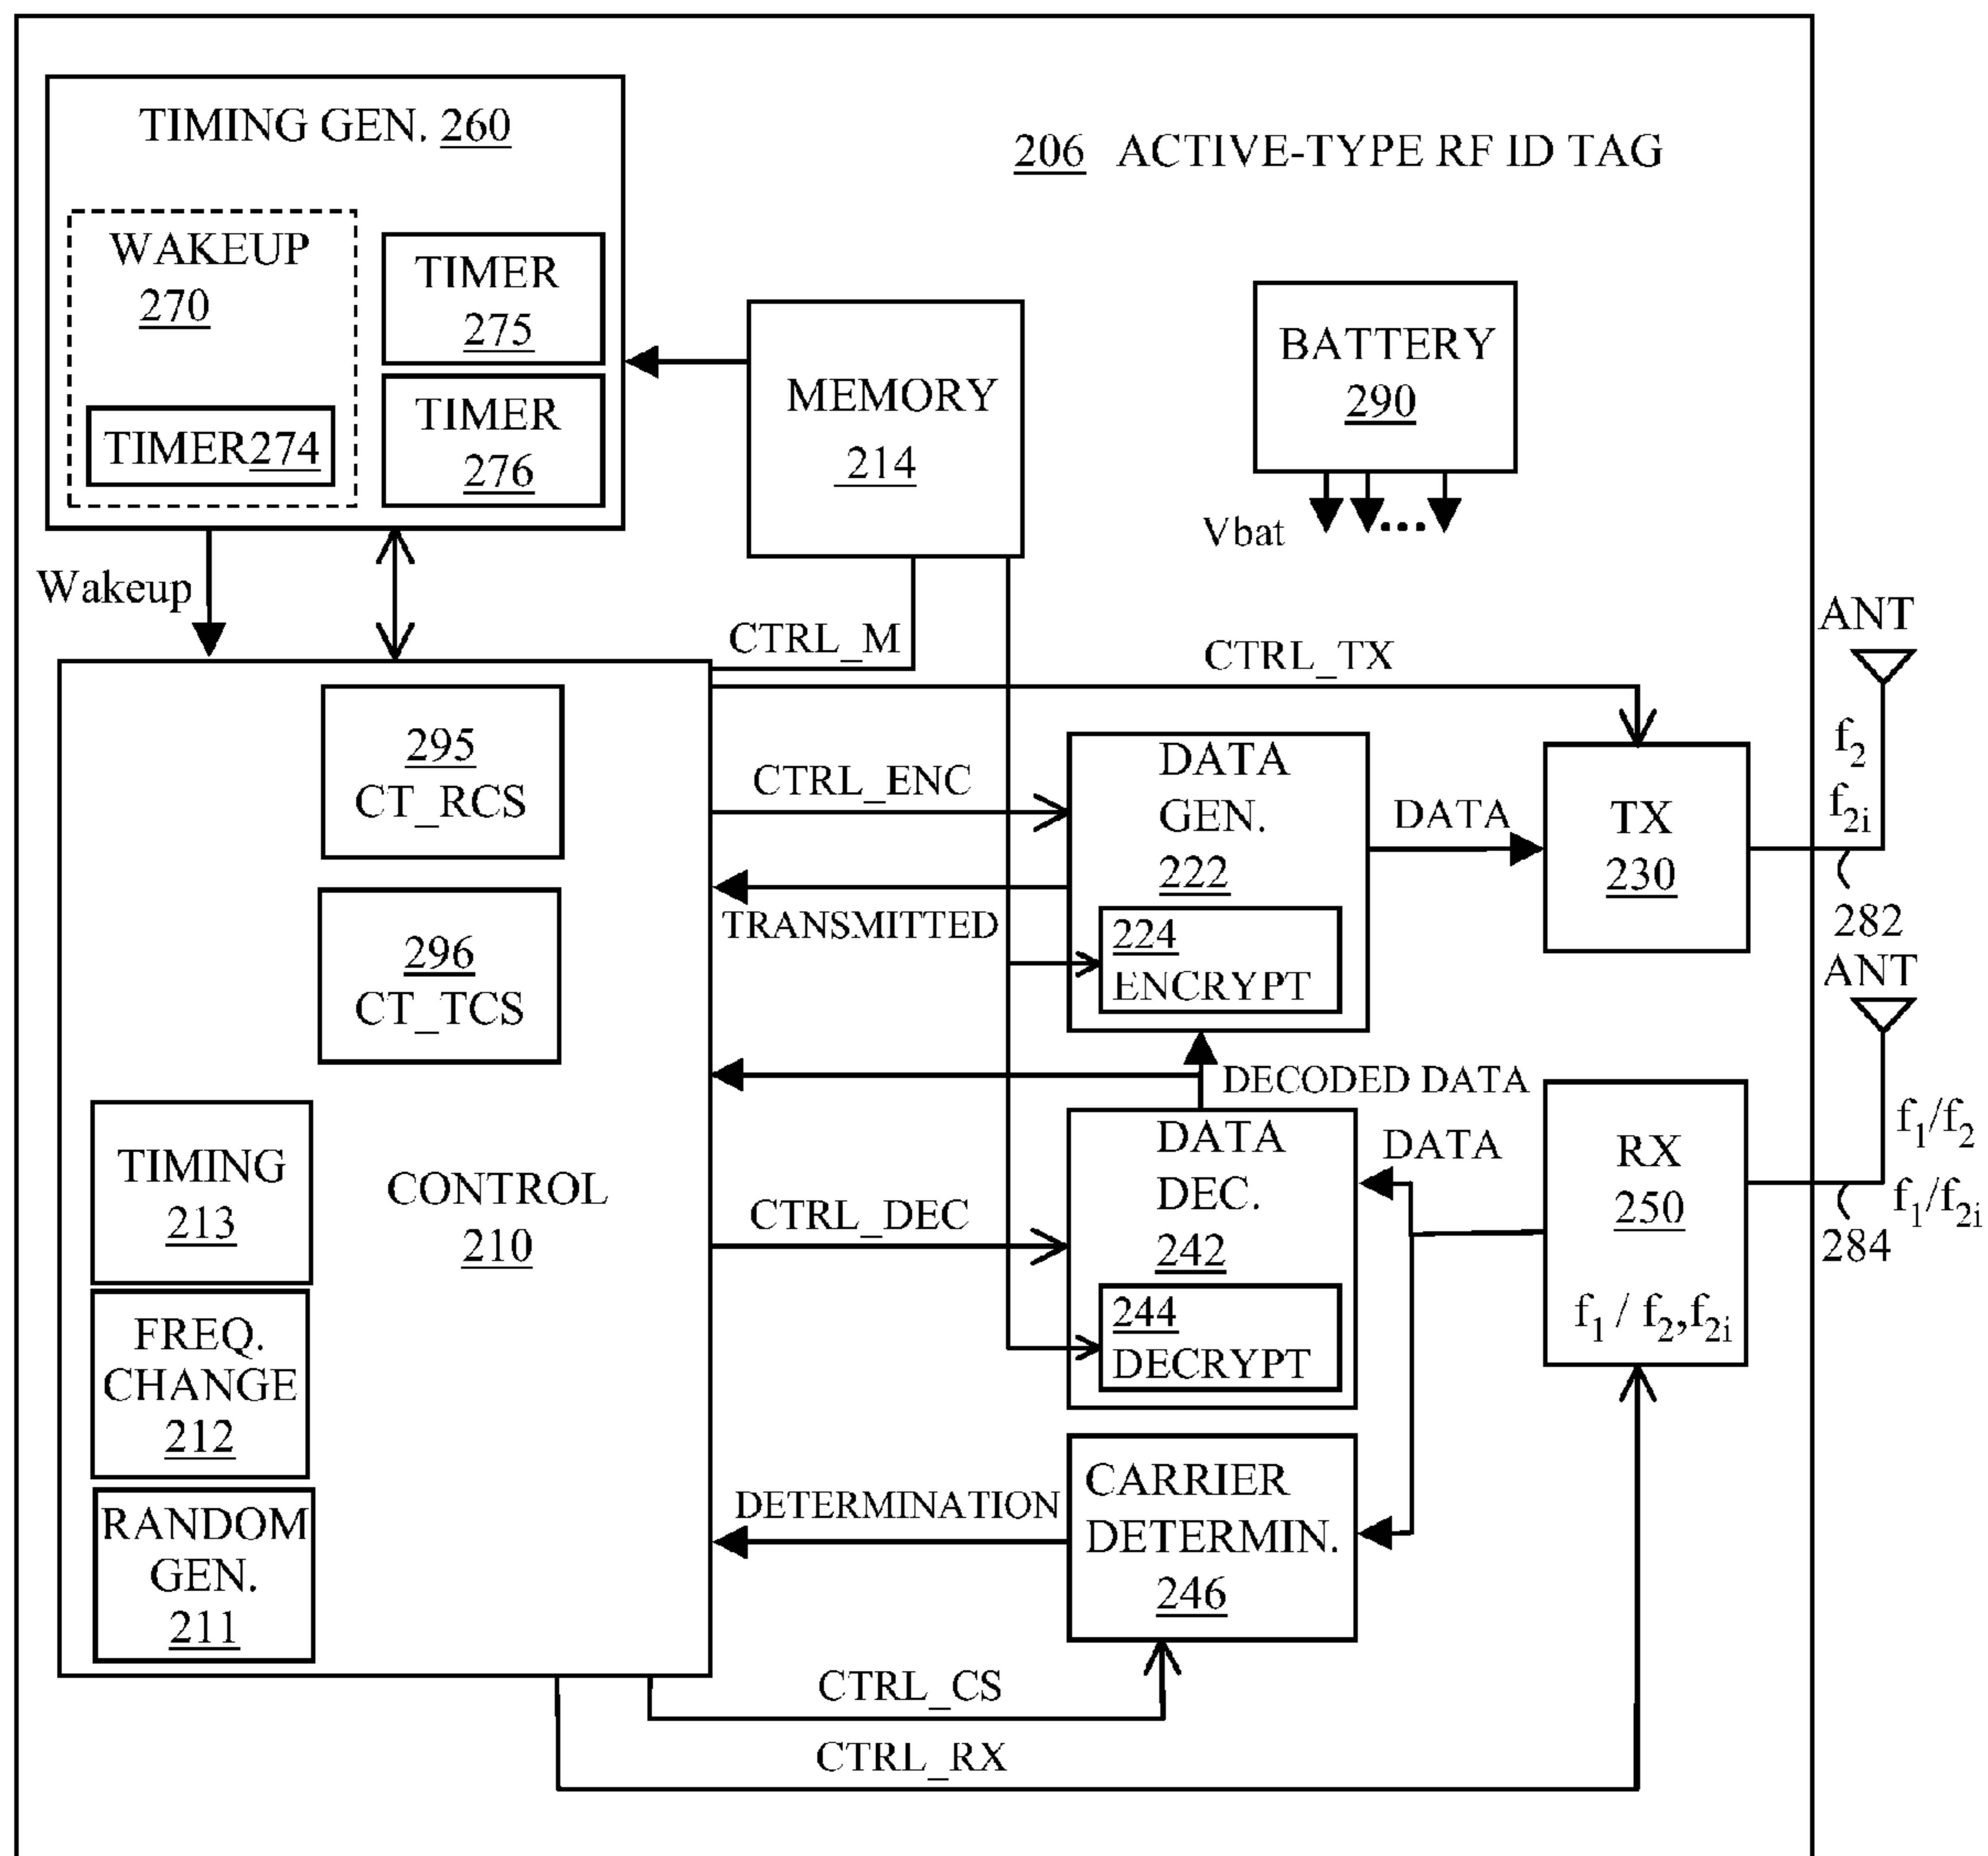 TIMING GEN. 260
206 ACTIVE-TYPE RF ID TAG
WAKEUP
270
TIMER
275
TIMER
276
TIMER274
MEMORY
214
BATTERY
290
Vbat
...
Wakeup
CTRL_M
CTRL_TX
ANT
f2
f2i
282
295
CT_RCS
296
CT_TCS
CTRL_ENC
TRANSMITTED
DATA
GEN.
222
224
ENCRYPT
DATA
TX
230
ANT
f1/f2
f1/f2i
284
DECODED DATA
TIMING
213
CONTROL
210
FREQ.
CHANGE
212
RANDOM
GEN.
211
CTRL_DEC
DATA
DEC.
242
244
DECRYPT
DATA
RX
250
f1 / f2,f2i
DETERMINATION
CARRIER
DETERMIN.
246
CTRL_CS
CTRL_RX